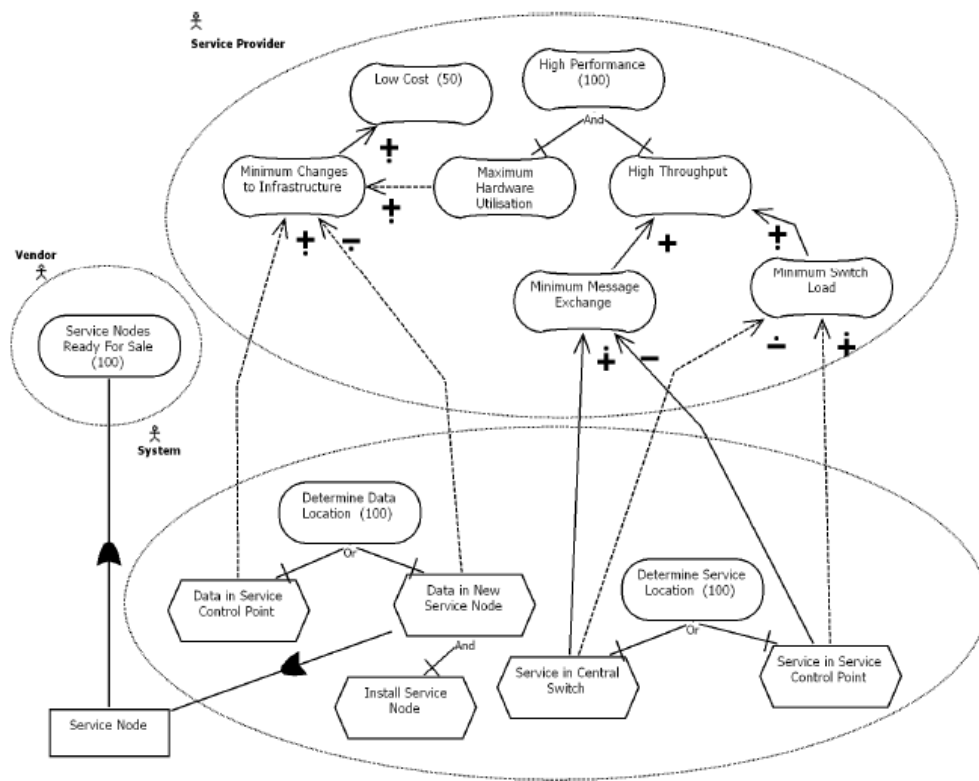 Service Provider
Low Cost (50)
High Performance
(100)
And
Minimum Changes
to Infrastructure
Maximum
Hardware
Utilisation
High Throughput
Vendor
Minimum Message
Exchange
Minimum Switch
Load
Service Nodes
Ready For Sale
(100)
System
Determine Data
Location (100)
Or
Determine Service
Location (100)
Data in Service
Control Point
Data in New
Service Node
Or
And
Service in Central
Switch
Service in Service
Control Point
Install Service
Node
Service Node